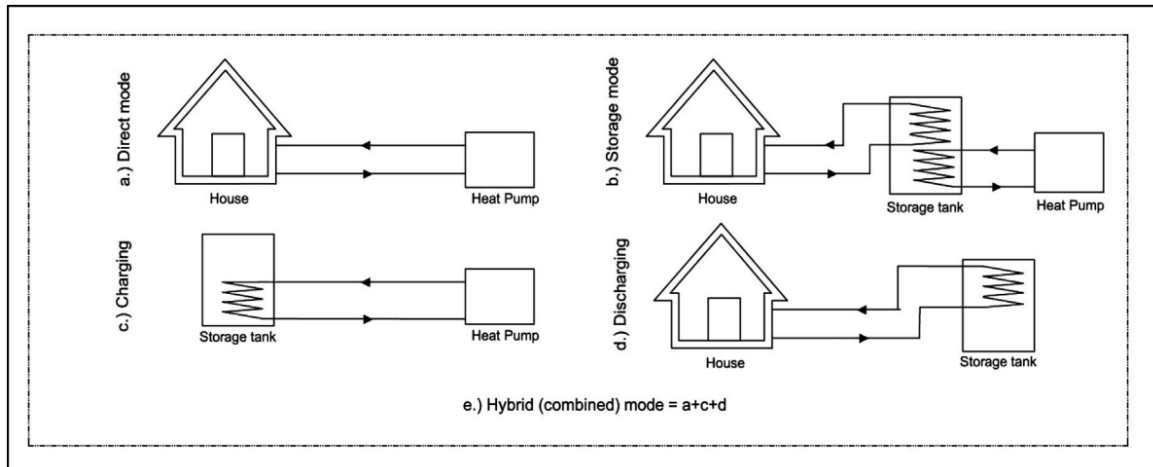 a.) Direct mode
House
Heat Pump
b.) Storage mode
House
Storage tank
Heat Pump
c.) Charging
Storage tank
Heat Pump
d.) Discharging
House
Storage tank
e.) Hybrid (combined) mode = a+c+d